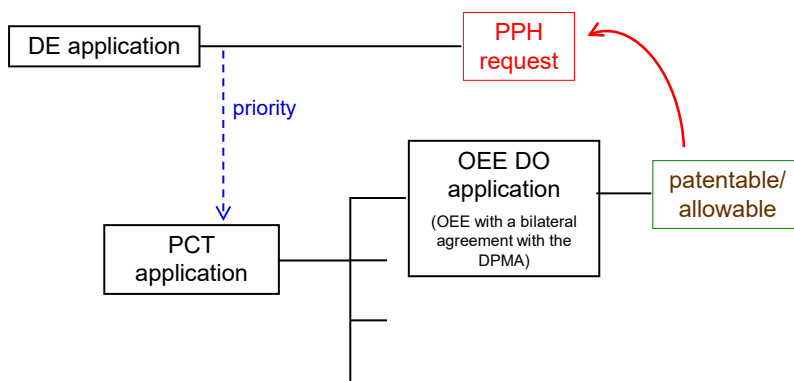 DE application
PPH
request
priority
OEE DO
application
(OEE with a bilateral
agreement with the
DPMA)
patentable/
allowable
PCT
application